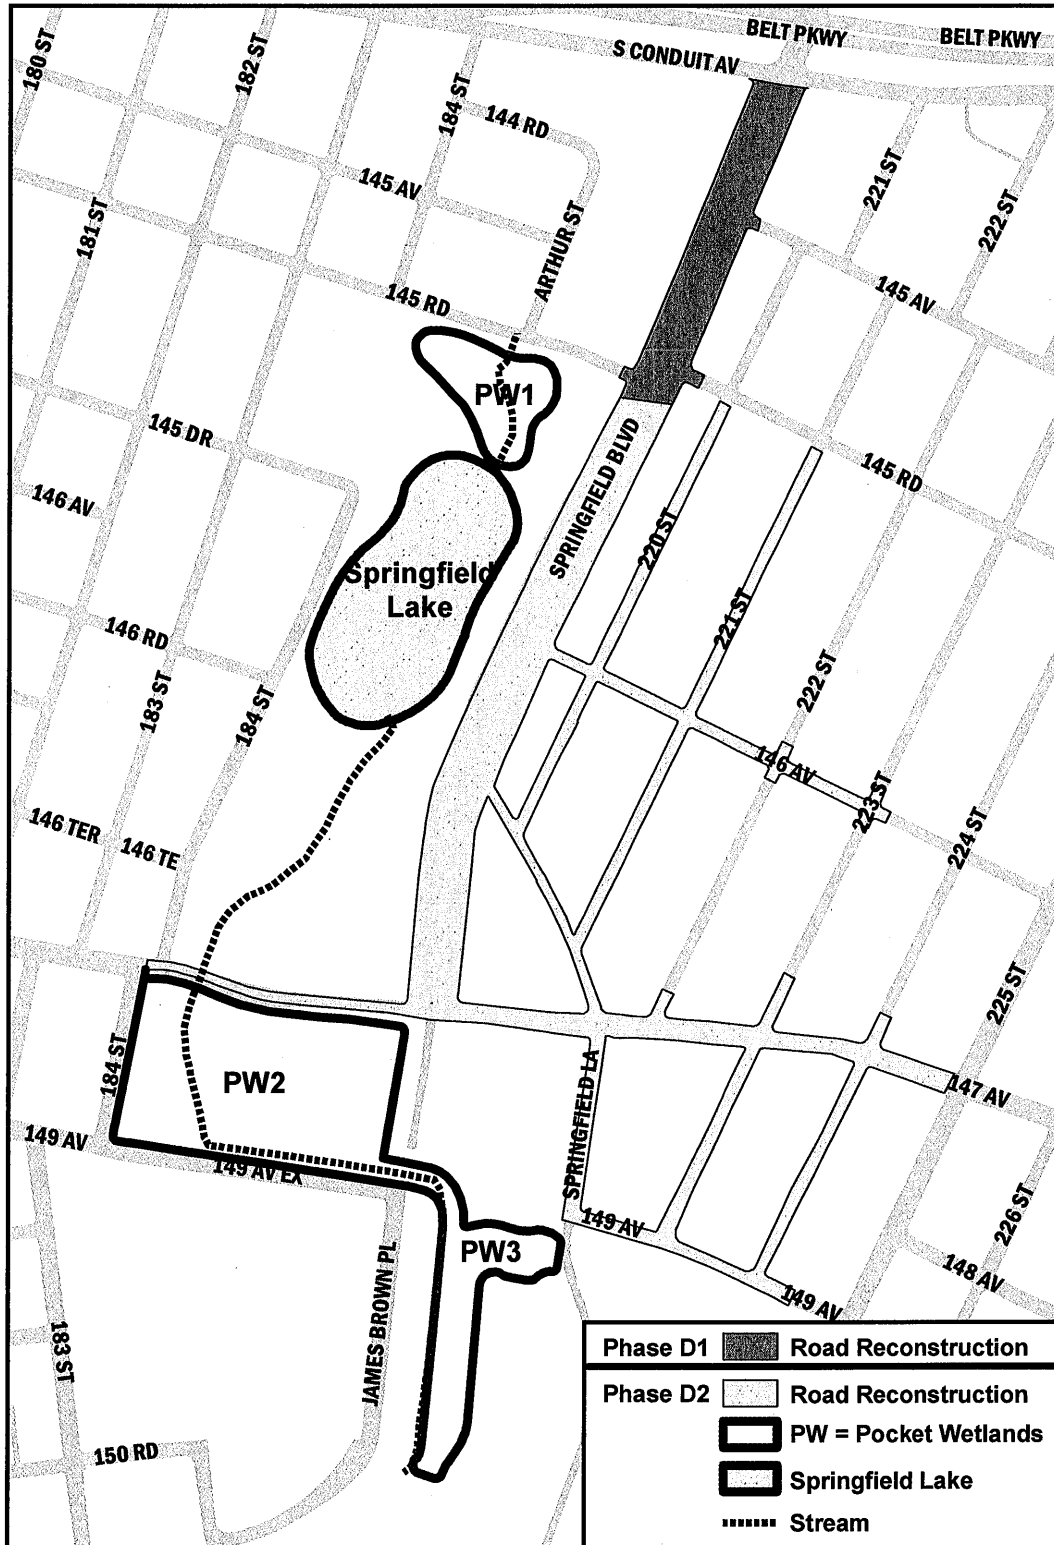 BELT PKWY
BELT PKWY
S CONDUIT AV
180 ST
182 ST
184 ST
144 RD
145 AV
221 ST
222 ST
181 ST
ARTHUR ST
145 RD
145 AV
PW1
145 DR
SPRINGFIELD BLVD
145 RD
146 AV
220 ST
Springfield
Lake
221 ST
146 RD
222 ST
183 ST
184 ST
146 AV
223 ST
146 TER
146 TE
224 ST
225 ST
184 ST
PW2
SPRINGFIELD LA
147 AV
149 AV
149 AV EX
149 AV
226 ST
PW3
148 AV
149 AV
JAMES BROWN PL
183 ST
150 RD
Phase D1 Road Reconstruction
Phase D2 Road Reconstruction
PW = Pocket Wetlands
Springfield Lake
Stream